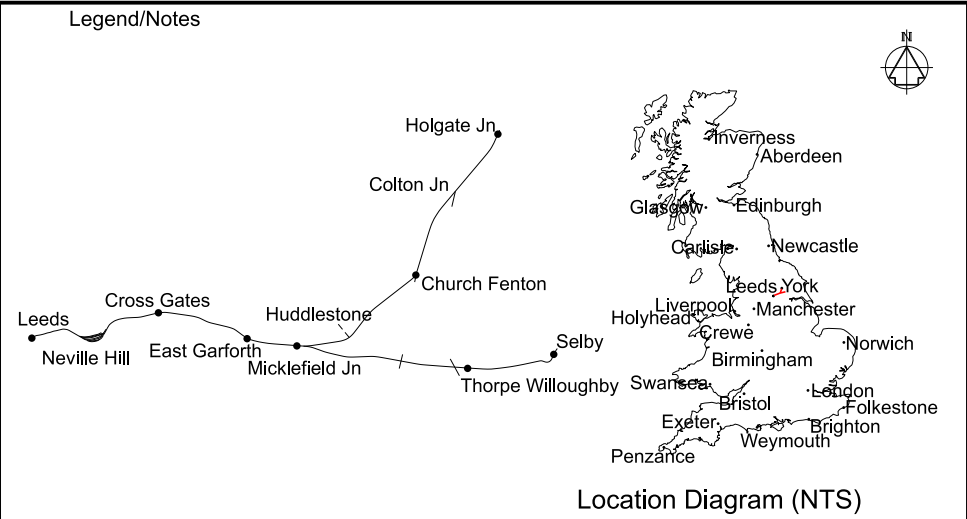 Legend/Notes
N
Holgate Jn
Colton Jn
Church Fenton
Cross Gates
Huddlestone
Leeds
Neville Hill
East Garforth
Micklefield Jn
Selby
Thorpe Willoughby
Inverness
Aberdeen
Glasgow
Edinburgh
Carlisle
Newcastle
Leeds York
Liverpool
Manchester
Holyhead
Crewe
Norwich
Birmingham
Swansea
London
Bristol
Folkestone
Exeter
Brighton
Weymouth
Penzance
Location Diagram (NTS)